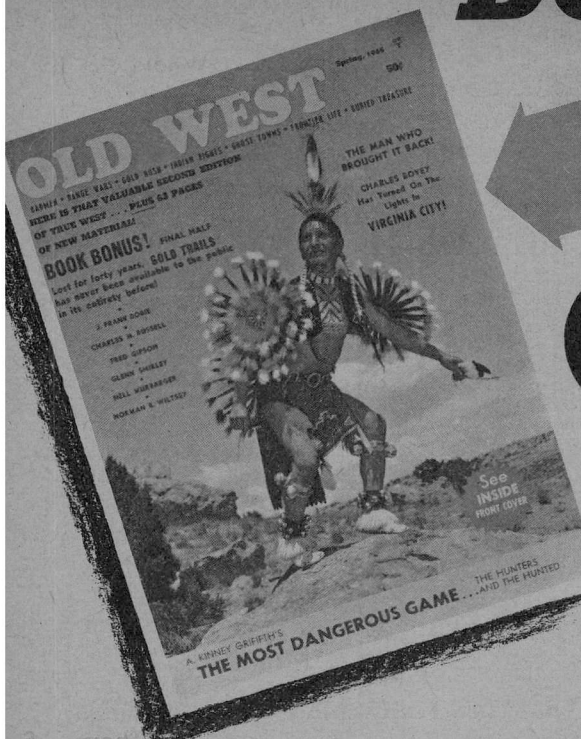 Spring, 1965
50¢
OLD WEST
BADMEN * RANGE WARS * GOLD RUSH * INDIAN FIGHTS * GHOST TOWNS * FRONTIER LIFE * BURIED TREASURE
HERE IS THAT VALUABLE SECOND EDITION
OF TRUE WEST . . . PLUS 52 PAGES
OF NEW MATERIAL!
BOOK BONUS! FINAL HALF
Lost for forty years, GOLD TRAILS
has never been available to the public
in its entirety before!
J. FRANK DOBIE
CHARLES M. RUSSELL
FRED GIPSON
GLENN SHIRLEY
NELL MURBARGER
NORMAN B. WILTSEY
THE MAN WHO
BROUGHT IT BACK!
CHARLES BOVEY
Has Turned On The
Lights In
VIRGINIA CITY!
See
INSIDE
FRONT COVER
A. KINNEY GRIFFITH'S
THE MOST DANGEROUS GAME . . .
THE HUNTERS
AND THE HUNTED